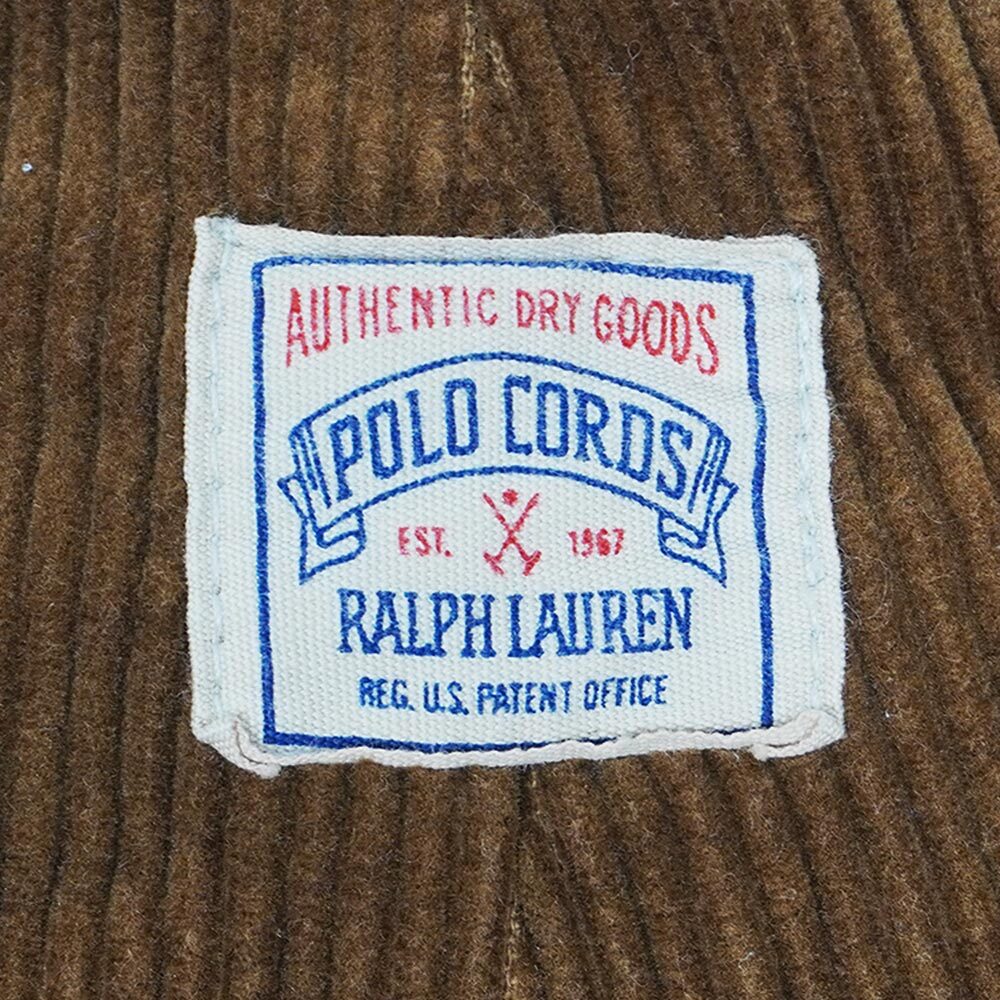 AUTHENTIC DRY GOODS
POLO CORDS
EST. 1967
RALPH LAUREN
REG. U.S. PATENT OFFICE